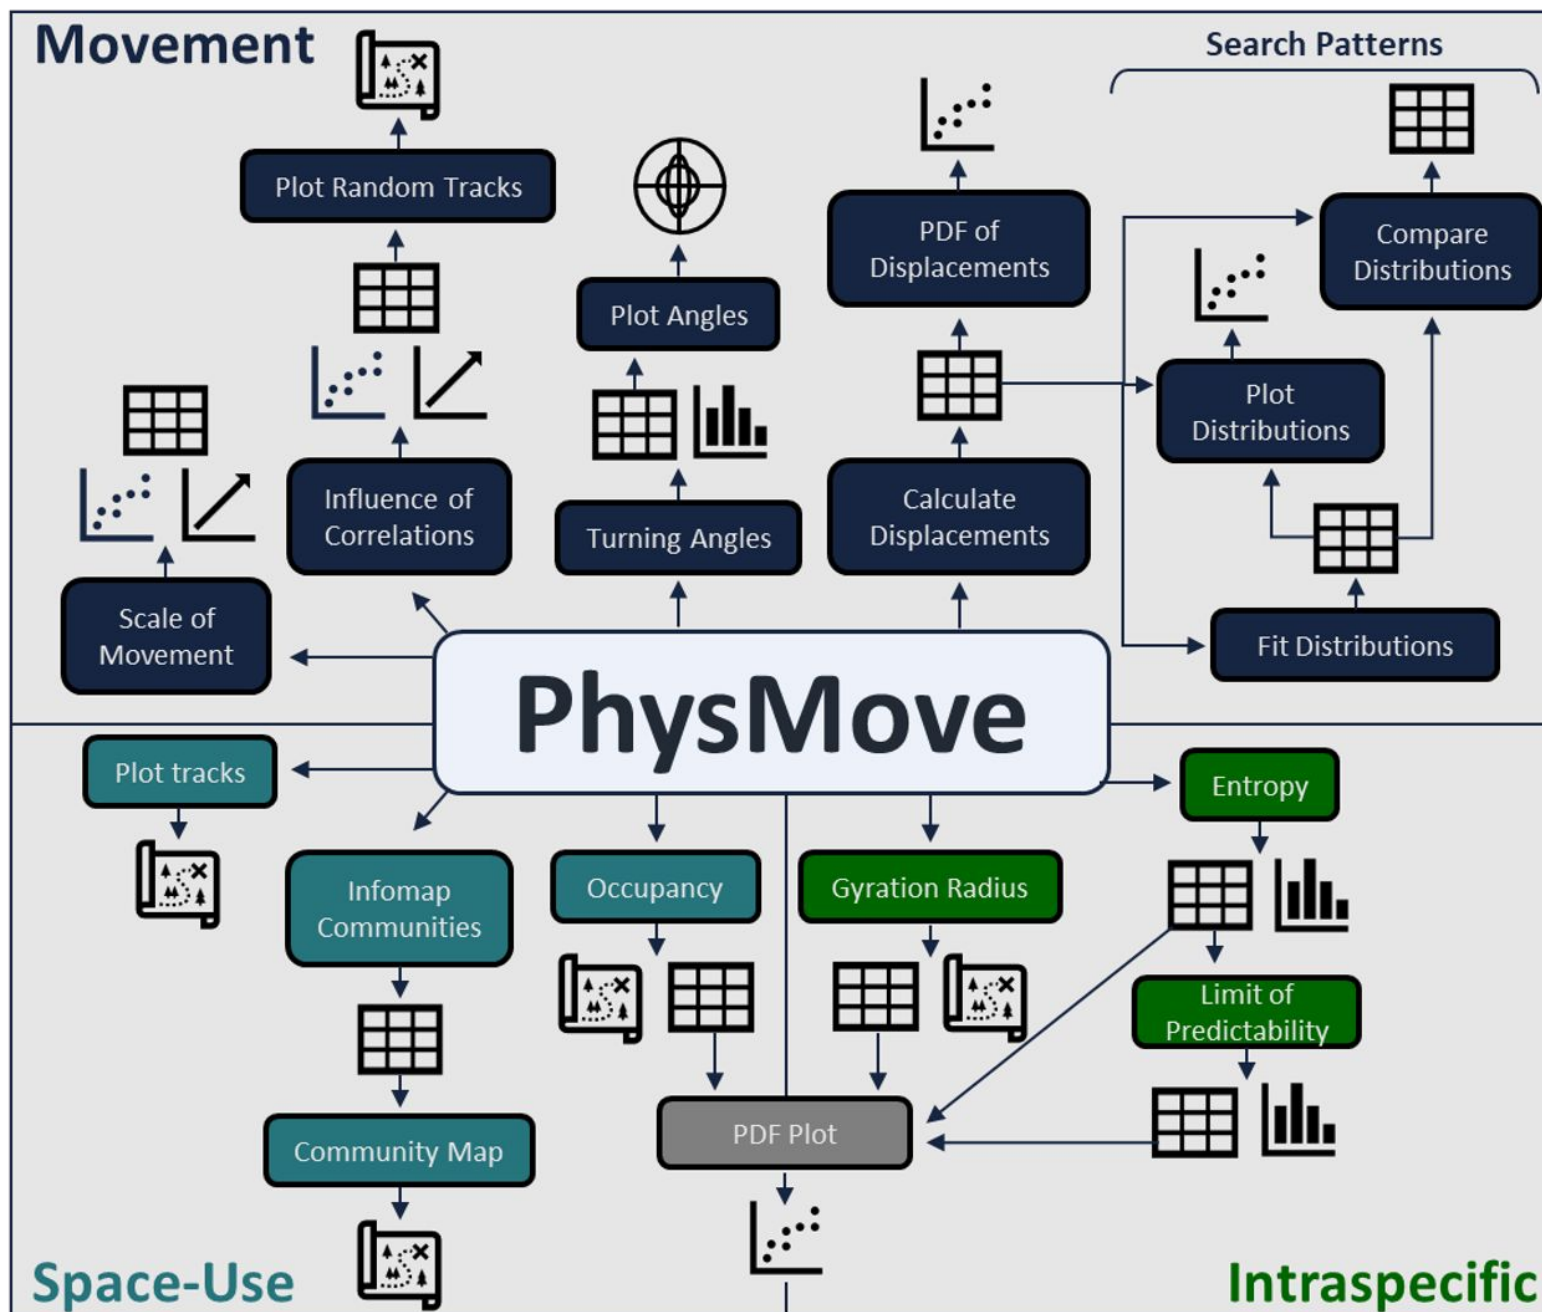 Movement
Search Patterns
Plot Random Tracks
PDF of
Displacements
Compare
Distributions
Plot Angles
Plot
Distributions
Influence of
Correlations
Turning Angles
Calculate
Displacements
Scale of
Movement
Fit Distributions
PhysMove
Plot tracks
Entropy
Infomap
Communities
Occupancy
Gyration Radius
Limit of
Predictability
Community Map
PDF Plot
Space-Use
Intraspecific